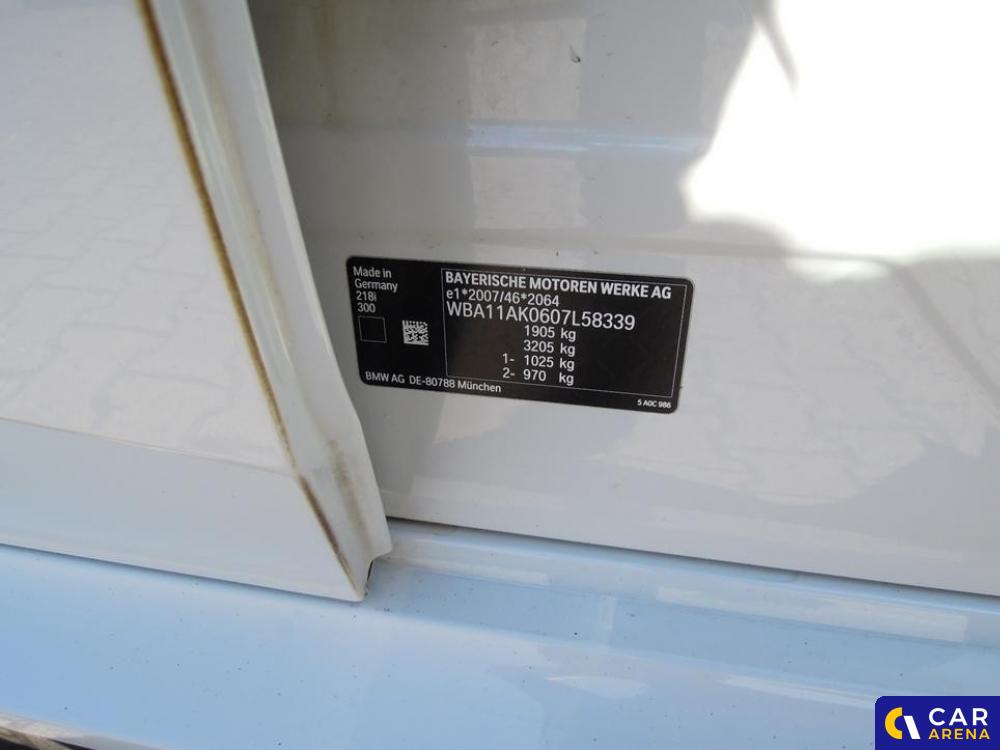 Made in
Germany
218i
300
BAYERISCHE MOTOREN WERKE AG
e1*2007/46*2064
WBA11AK0607L58339
1905 kg
3205 kg
1- 1025 kg
2- 970 kg
BMW AG DE-80788 München
5 A0C 986
CAR
ARENA